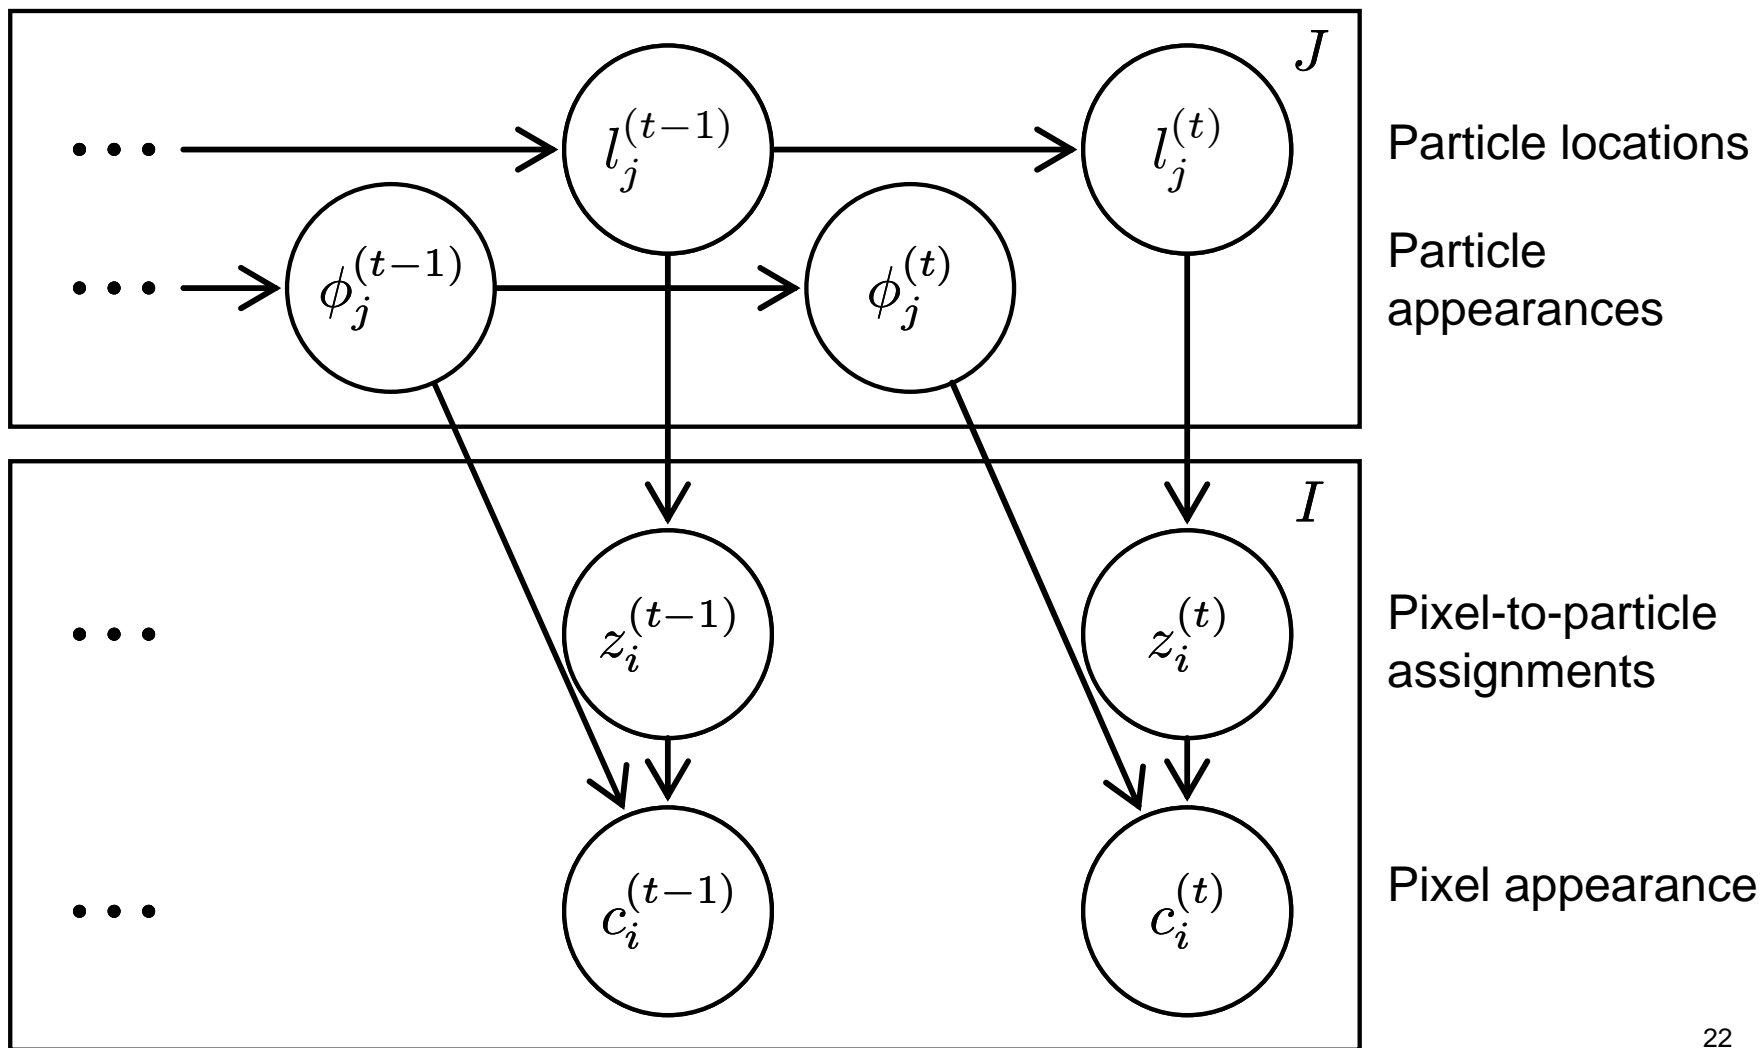 J
l_j^{(t-1)} l_j^{(t)} Particle locations
ϕ_j^{(t-1)} ϕ_j^{(t)} Particle
appearances
I
z_i^{(t-1)} z_i^{(t)} Pixel-to-particle
assignments
c_i^{(t-1)} c_i^{(t)} Pixel appearance
22